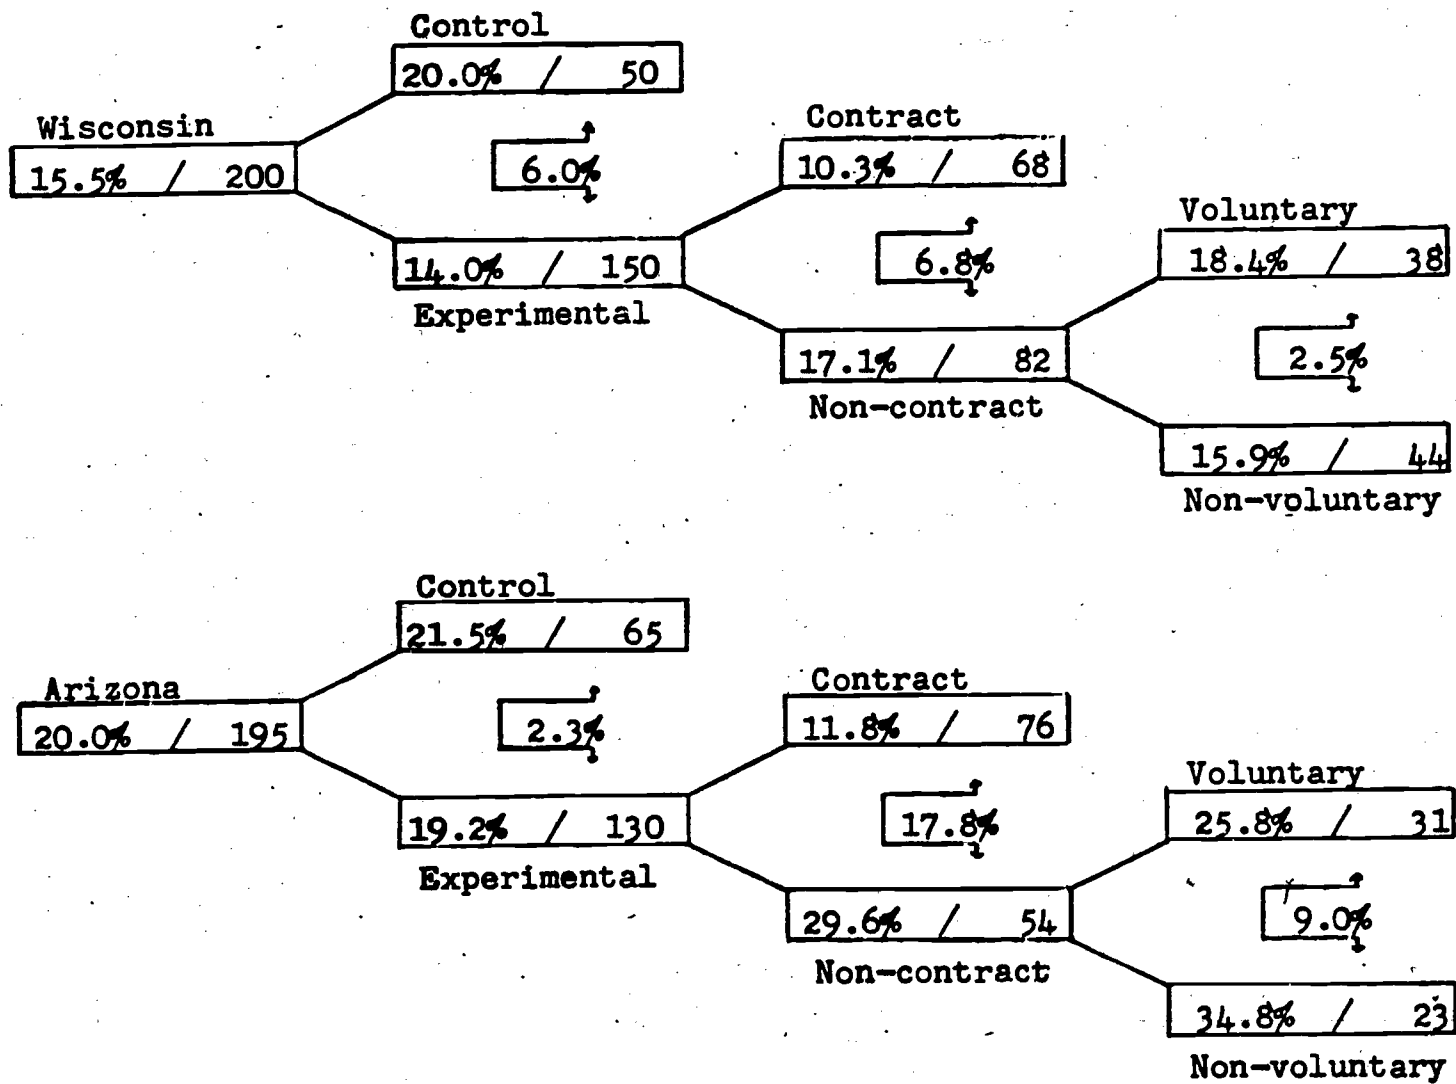 Control
20.0% / 50
Wisconsin
15.5% / 200
6.0%
Contract
10.3% / 68
14.0% / 150
Experimental
6.8%
Voluntary
18.4% / 38
17.1% / 82
Non-contract
2.5%
15.9% / 44
Non-voluntary
Control
21.5% / 65
Arizona
20.0% / 195
2.3%
Contract
11.8% / 76
19.2% / 130
Experimental
17.8%
Voluntary
25.8% / 31
29.6% / 54
Non-contract
9.0%
34.8% / 23
Non-voluntary